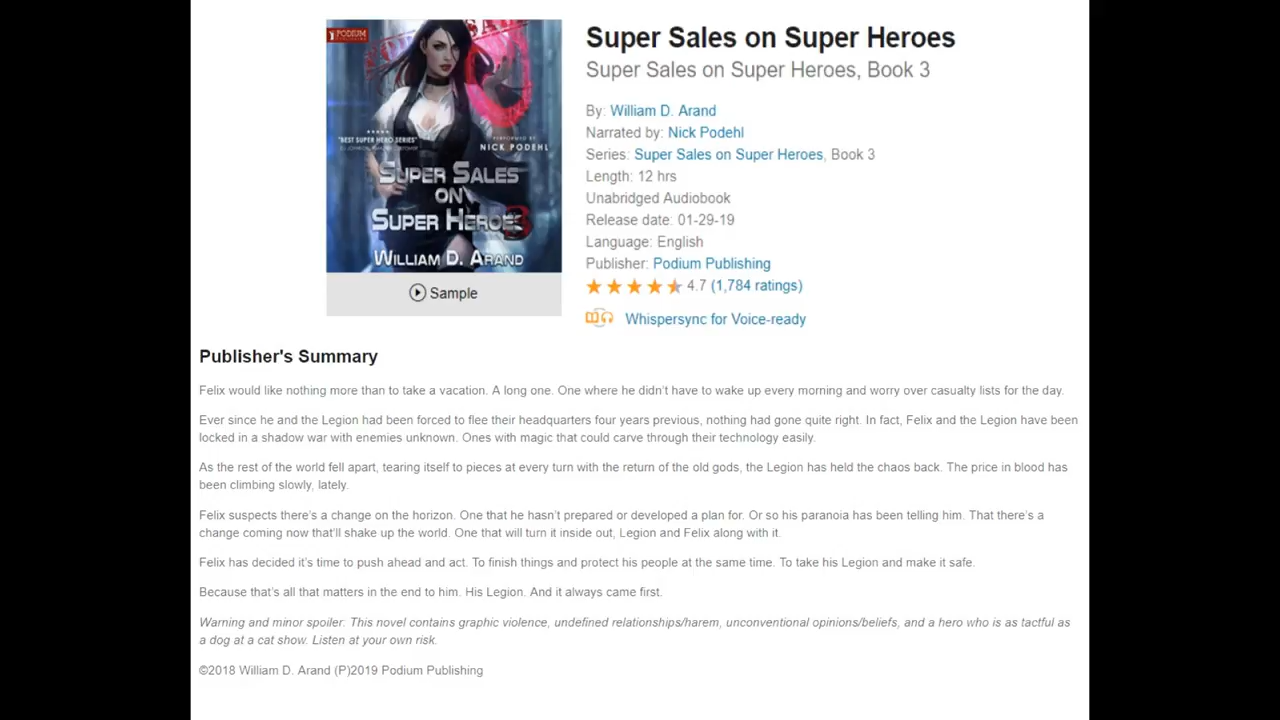 PODIUM
"BEST SUPER HERO SERIES"
PERFORMED BY
NICK PODEHL
SUPER SALES
ON
SUPER HEROES
3
WILLIAM D. ARAND
Sample
Super Sales on Super Heroes
Super Sales on Super Heroes, Book 3
By: William D. Arand
Narrated by: Nick Podehl
Series: Super Sales on Super Heroes, Book 3
Length: 12 hrs
Unabridged Audiobook
Release date: 01-29-19
Language: English
Publisher: Podium Publishing
4.7 (1,784 ratings)
Whispersync for Voice-ready
Publisher's Summary
Felix would like nothing more than to take a vacation. A long one. One where he didn't have to wake up every morning and worry over casualty lists for the day.
Ever since he and the Legion had been forced to flee their headquarters four years previous, nothing had gone quite right. In fact, Felix and the Legion have been
locked in a shadow war with enemies unknown. Ones with magic that could carve through their technology easily.
As the rest of the world fell apart, tearing itself to pieces at every turn with the return of the old gods, the Legion has held the chaos back. The price in blood has
been climbing slowly, lately.
Felix suspects there's a change on the horizon. One that he hasn't prepared or developed a plan for. Or so his paranoia has been telling him. That there's a
change coming now that'll shake up the world. One that will turn it inside out, Legion and Felix along with it.
Felix has decided it's time to push ahead and act. To finish things and protect his people at the same time. To take his Legion and make it safe.
Because that's all that matters in the end to him. His Legion. And it always came first.
Warning and minor spoiler: This novel contains graphic violence, undefined relationships/harem, unconventional opinions/beliefs, and a hero who is as tactful as
a dog at a cat show. Listen at your own risk.
©2018 William D. Arand (P)2019 Podium Publishing